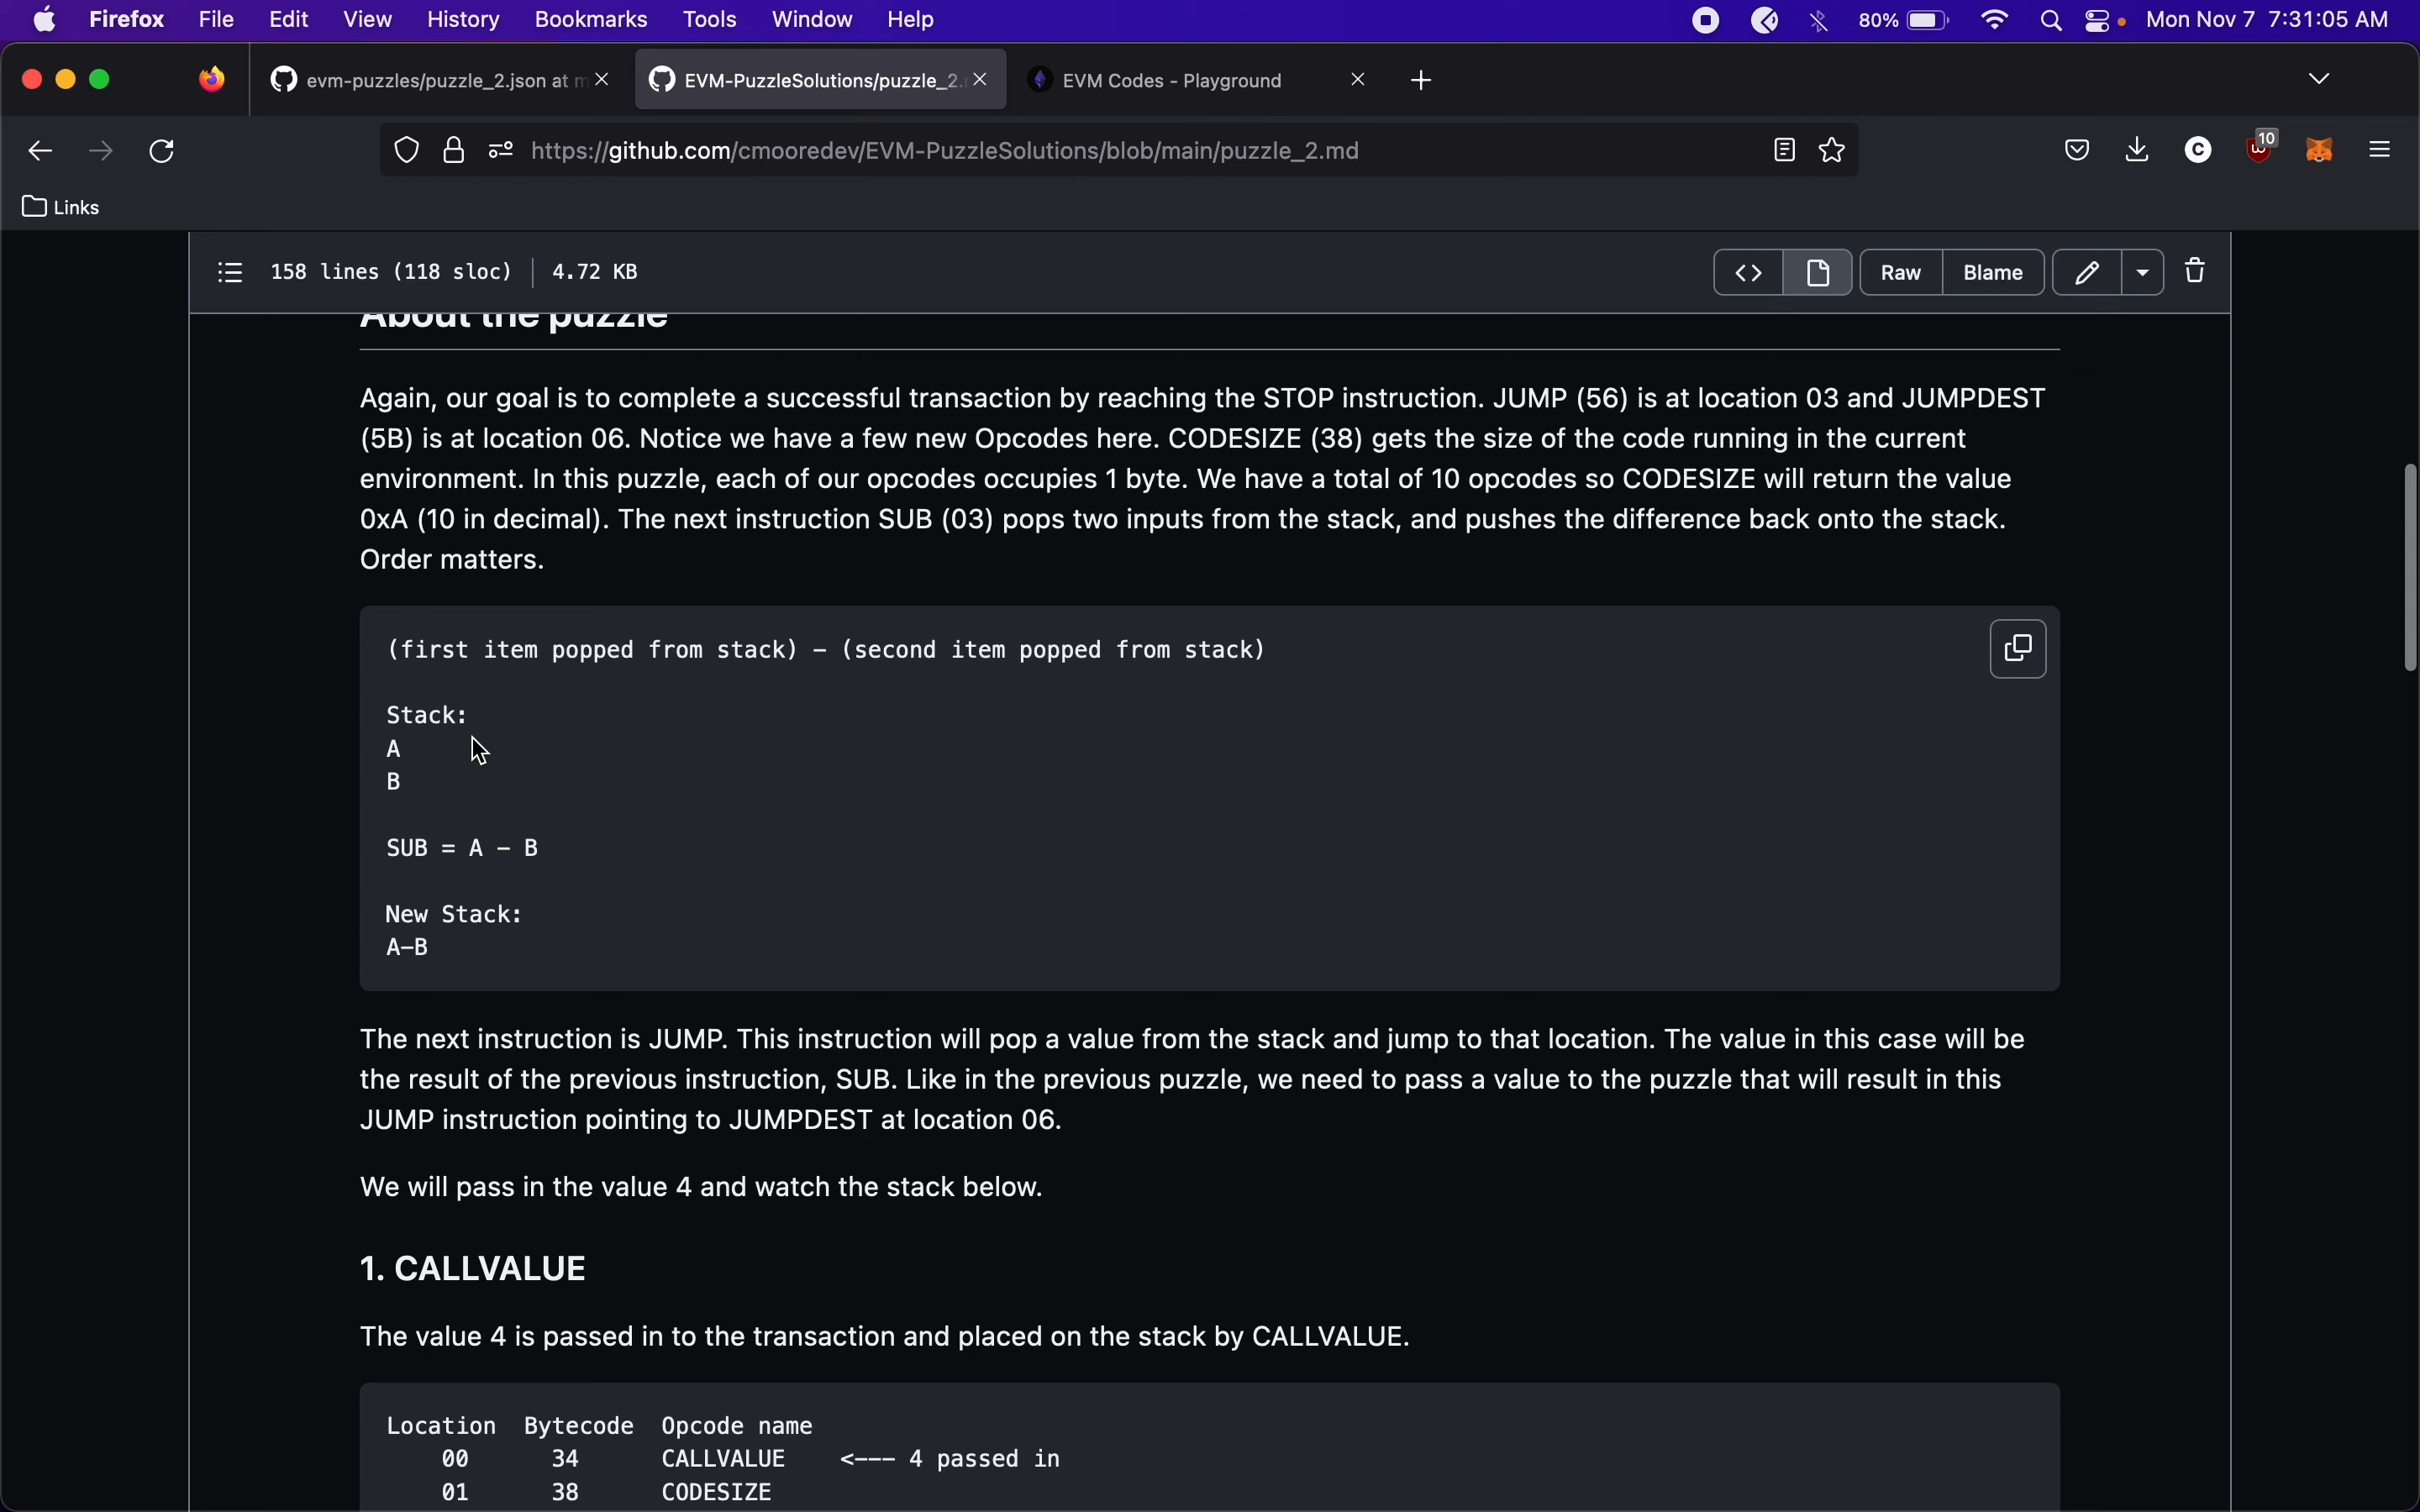 Firefox File Edit View History Bookmarks Tools Window Help 80% Mon Nov 7 7:31:05 AM
evm-puzzles/puzzle_2.json at m EVM-PuzzleSolutions/puzzle_2. EVM Codes - Playground
https://github.com/cmooredev/EVM-PuzzleSolutions/blob/main/puzzle_2.md 10
Links
158 lines (118 sloc) 4.72 KB Raw Blame
About the puzzle
Again, our goal is to complete a successful transaction by reaching the STOP instruction. JUMP (56) is at location 03 and JUMPDEST
(5B) is at location 06. Notice we have a few new Opcodes here. CODESIZE (38) gets the size of the code running in the current
environment. In this puzzle, each of our opcodes occupies 1 byte. We have a total of 10 opcodes so CODESIZE will return the value
0xA (10 in decimal). The next instruction SUB (03) pops two inputs from the stack, and pushes the difference back onto the stack.
Order matters.
(first item popped from stack) - (second item popped from stack)
Stack:
A
B
SUB = A - B
New Stack:
A-B
The next instruction is JUMP. This instruction will pop a value from the stack and jump to that location. The value in this case will be
the result of the previous instruction, SUB. Like in the previous puzzle, we need to pass a value to the puzzle that will result in this
JUMP instruction pointing to JUMPDEST at location 06.
We will pass in the value 4 and watch the stack below.
1. CALLVALUE
The value 4 is passed in to the transaction and placed on the stack by CALLVALUE.
Location Bytecode Opcode name
00 34 CALLVALUE <--- 4 passed in
01 38 CODESIZE